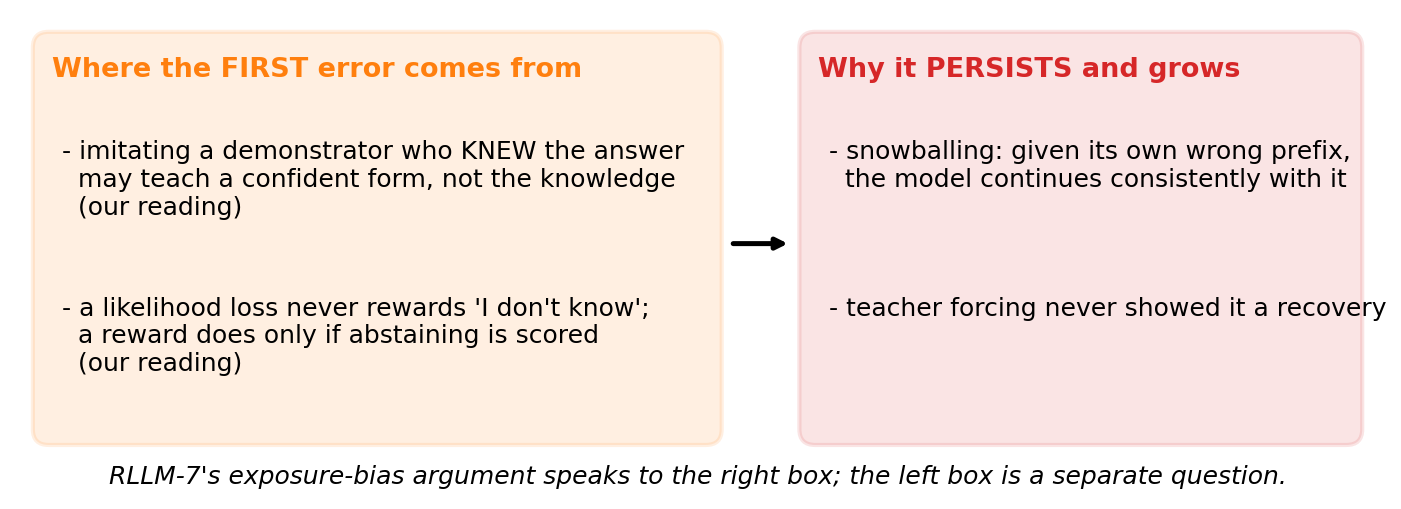 Where the FIRST error comes from
- imitating a demonstrator who KNEW the answer
may teach a confident form, not the knowledge
(our reading)
- a likelihood loss never rewards 'I don't know';
a reward does only if abstaining is scored
(our reading)
Why it PERSISTS and grows
- snowballing: given its own wrong prefix,
the model continues consistently with it
- teacher forcing never showed it a recovery
RLLM-7's exposure-bias argument speaks to the right box; the left box is a separate question.